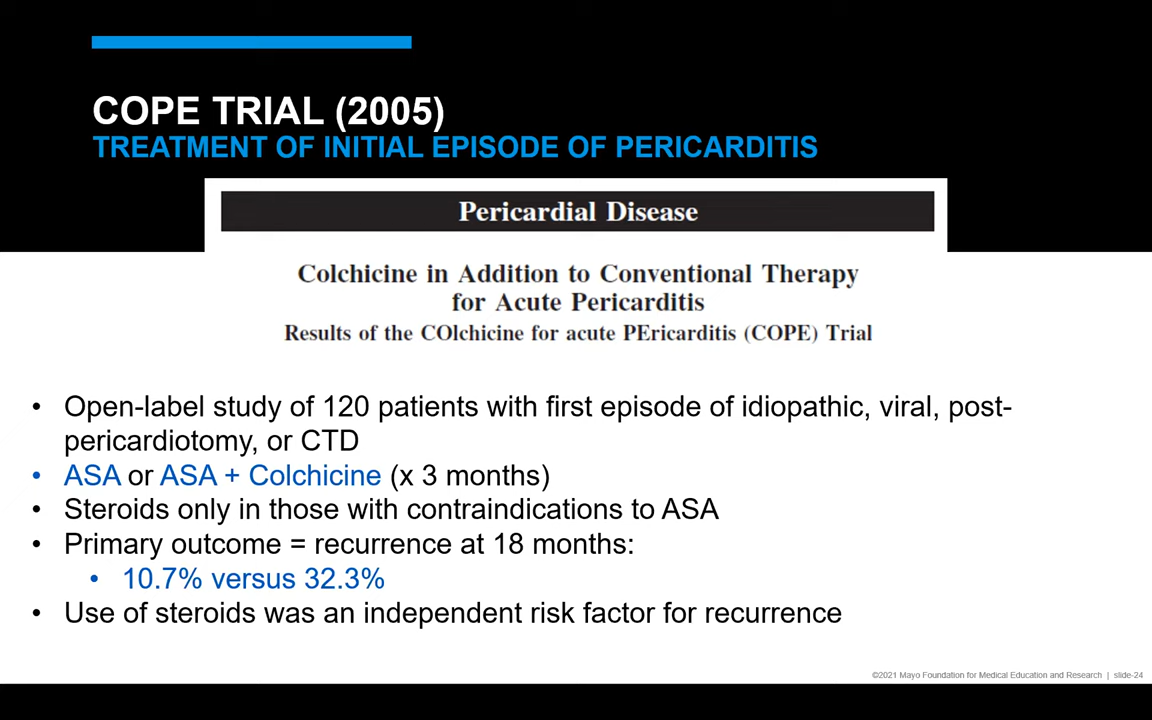 COPE TRIAL (2005)
TREATMENT OF INITIAL EPISODE OF PERICARDITIS
Pericardial Disease
Colchicine in Addition to Conventional Therapy
for Acute Pericarditis
Results of the COlchicine for acute PEricarditis (COPE) Trial
• Open-label study of 120 patients with first episode of idiopathic, viral, post-
pericardiotomy, or CTD
• ASA or ASA + Colchicine (x 3 months)
• Steroids only in those with contraindications to ASA
• Primary outcome = recurrence at 18 months:
• 10.7% versus 32.3%
• Use of steroids was an independent risk factor for recurrence
©2021 Mayo Foundation for Medical Education and Research | slide-24